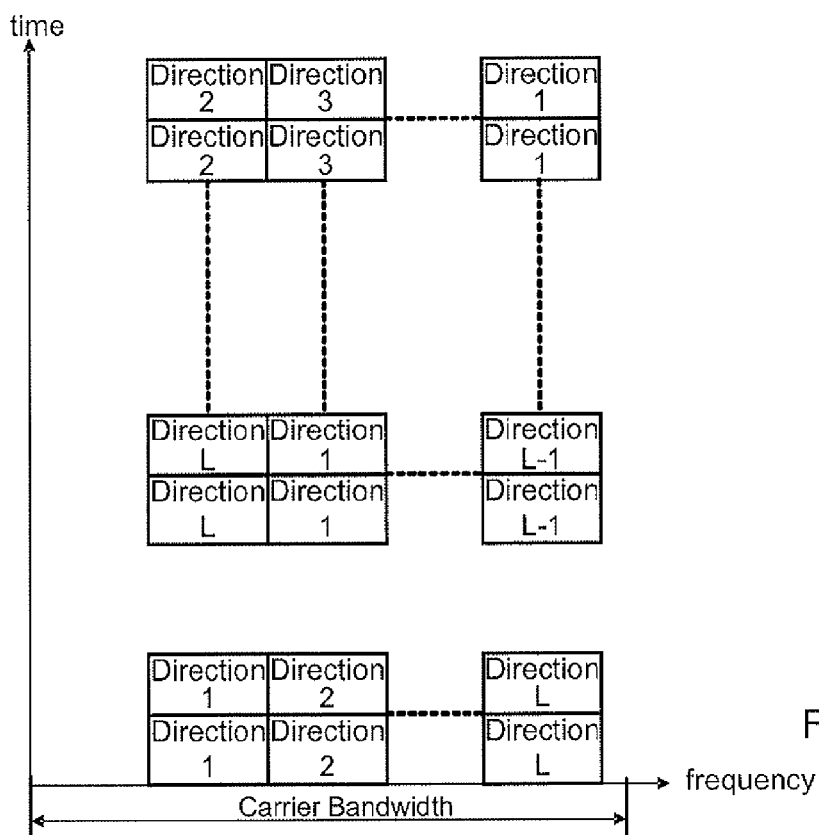 time
Direction 2 Direction 3 Direction 1
Direction 2 Direction 3 Direction 1
Direction L Direction 1 Direction L-1
Direction L Direction 1 Direction L-1
Direction 1 Direction 2 Direction L
Direction 1 Direction 2 Direction L
F
frequency
Carrier Bandwidth